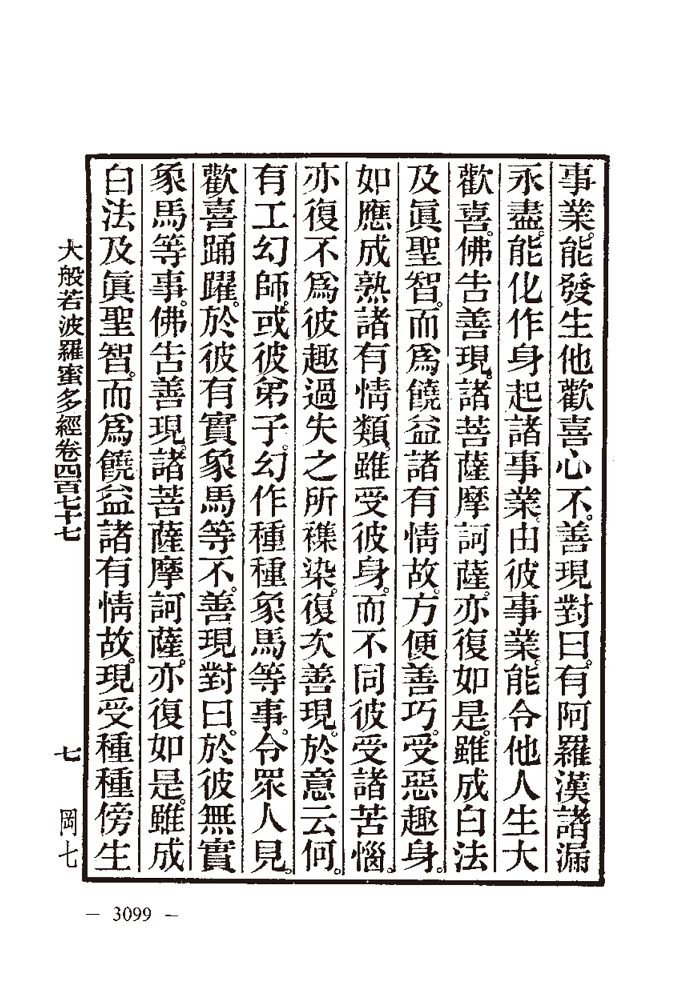 事業。能發生他歡喜心不。善現對曰。有阿羅漢諸漏
永盡。能化作身起諸事業。由彼事業。能令他人生大
歡喜。佛告善現。諸菩薩摩訶薩。亦復如是。雖成白法
及眞聖智。而爲饒益諸有情故。方便善巧。受惡趣身。
如應成熟諸有情類。雖受彼身。而不同彼受諸苦惱。
亦復不爲彼趣過失之所襍染。復次善現。於意云何。
有工幻師。或彼弟子。幻作種種象馬等事。令眾人見。
歡喜踊躍。於彼有實象馬等不。善現對曰。於彼無實
象馬等事。佛告善現。諸菩薩摩訶薩。亦復如是。雖成
白法及眞聖智。而爲饒益諸有情故。現受種種傍生
大般若波羅蜜多經卷四百七十七 七 岡七
— 3099 —